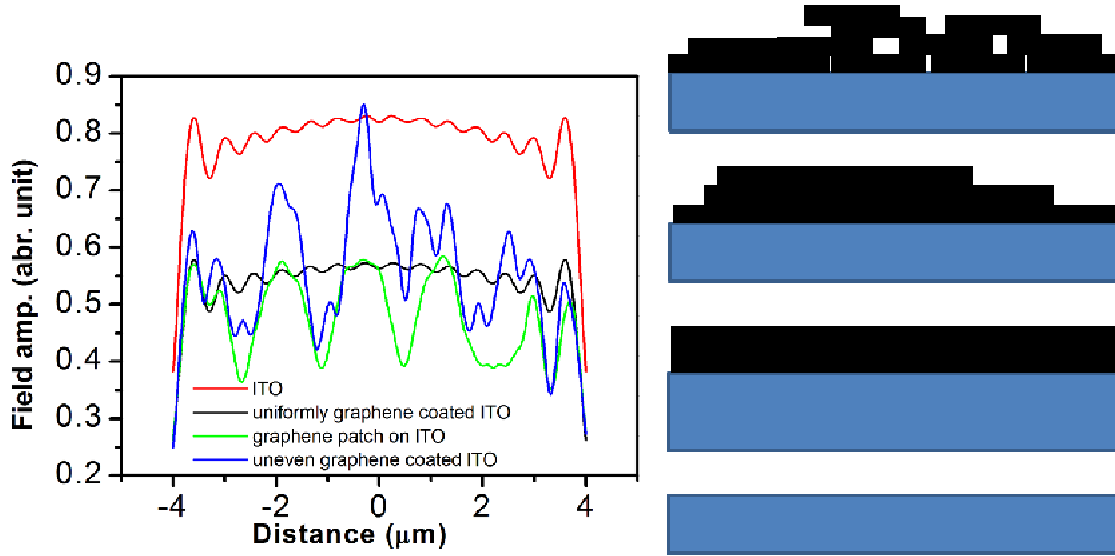 Field amp. (abr. unit)
0.9
0.8
0.7
0.6
0.5
0.4
0.3
0.2
ITO
uniformly graphene coated ITO
graphene patch on ITO
uneven graphene coated ITO
-4
-2
0
2
4
Distance (μm)